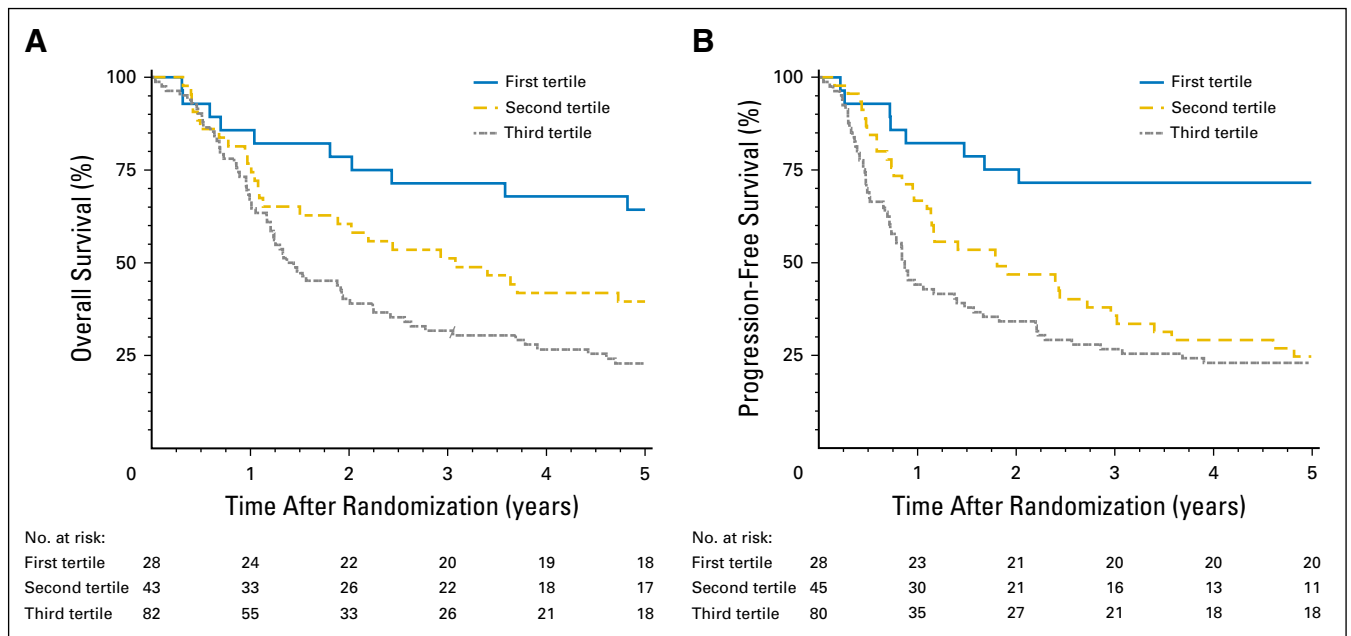 A
Overall Survival (%)
100
75
50
25
0
1 2 3 4 5
First tertile
Second tertile
Third tertile
Time After Randomization (years)
No. at risk:
First tertile 28 24 22 20 19 18
Second tertile 43 33 26 22 18 17
Third tertile 82 55 33 26 21 18
B
Progression-Free Survival (%)
100
75
50
25
0
1 2 3 4 5
First tertile
Second tertile
Third tertile
Time After Randomization (years)
No. at risk:
First tertile 28 23 21 20 20 20
Second tertile 45 30 21 16 13 11
Third tertile 80 35 27 21 18 18